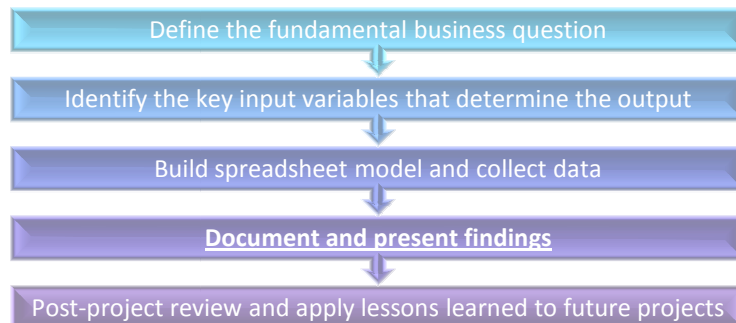 Define the fundamental business question
Identify the key input variables that determine the output
Build spreadsheet model and collect data
Document and present findings
Post-project review and apply lessons learned to future projects